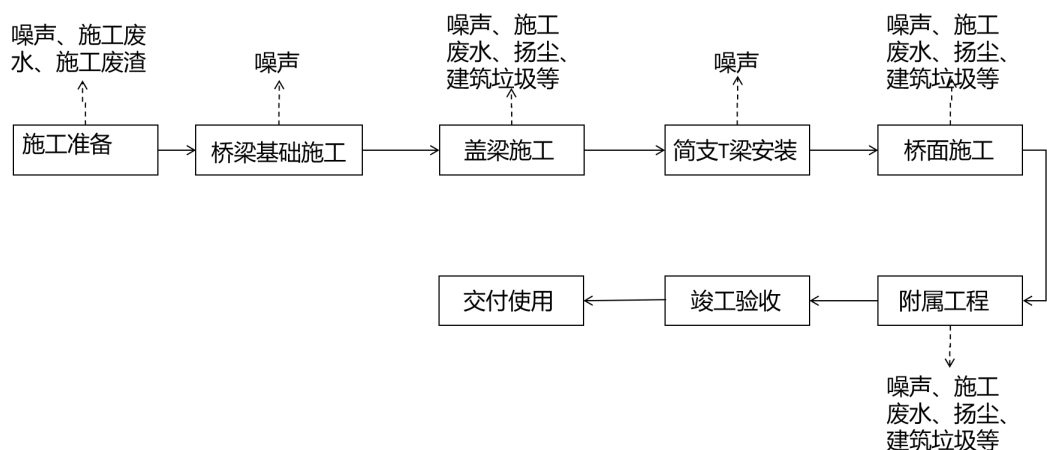 噪声、施工废
水、施工废渣
噪声
噪声、施工
废水、扬尘、
建筑垃圾等
噪声
噪声、施工
废水、扬尘、
建筑垃圾等
施工准备
桥梁基础施工
盖梁施工
简支T梁安装
桥面施工
交付使用
竣工验收
附属工程
噪声、施工
废水、扬尘、
建筑垃圾等